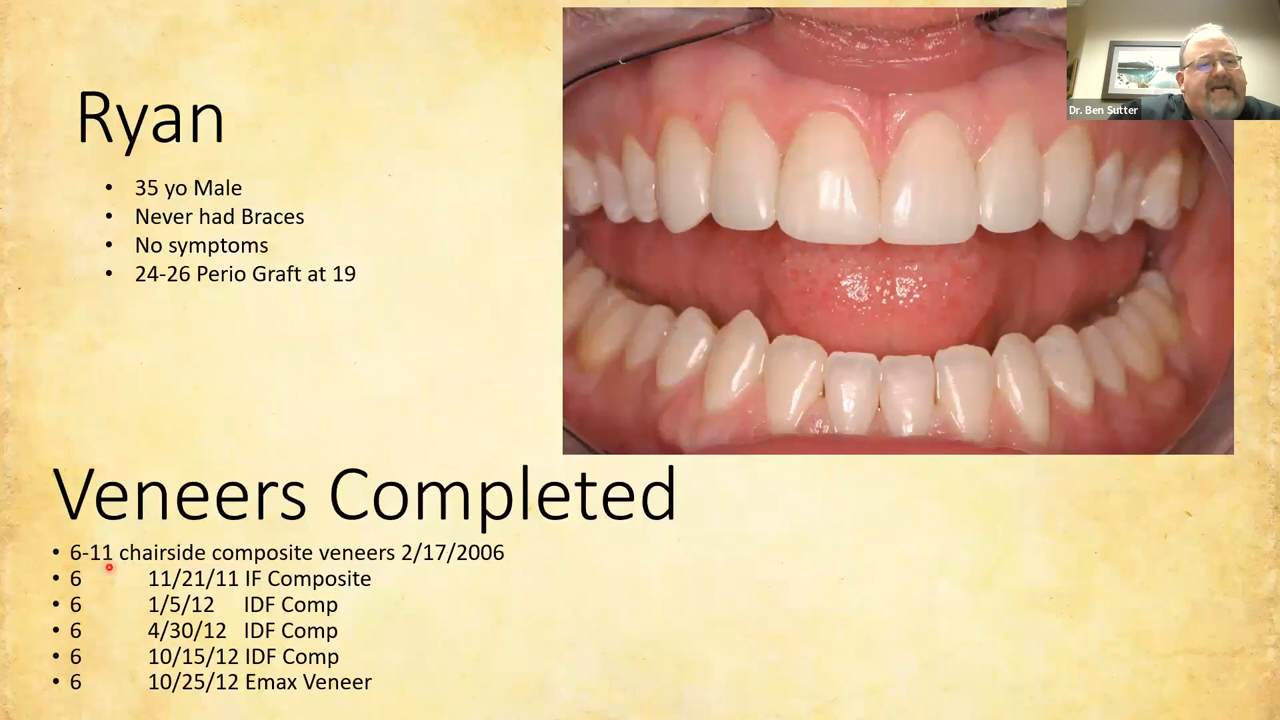 Ryan
• 35 yo Male
• Never had Braces
• No symptoms
• 24-26 Perio Graft at 19
Dr. Ben Sutter
Veneers Completed
• 6-11 chairside composite veneers 2/17/2006
• 6 11/21/11 IF Composite
• 6 1/5/12 IDF Comp
• 6 4/30/12 IDF Comp
• 6 10/15/12 IDF Comp
• 6 10/25/12 Emax Veneer